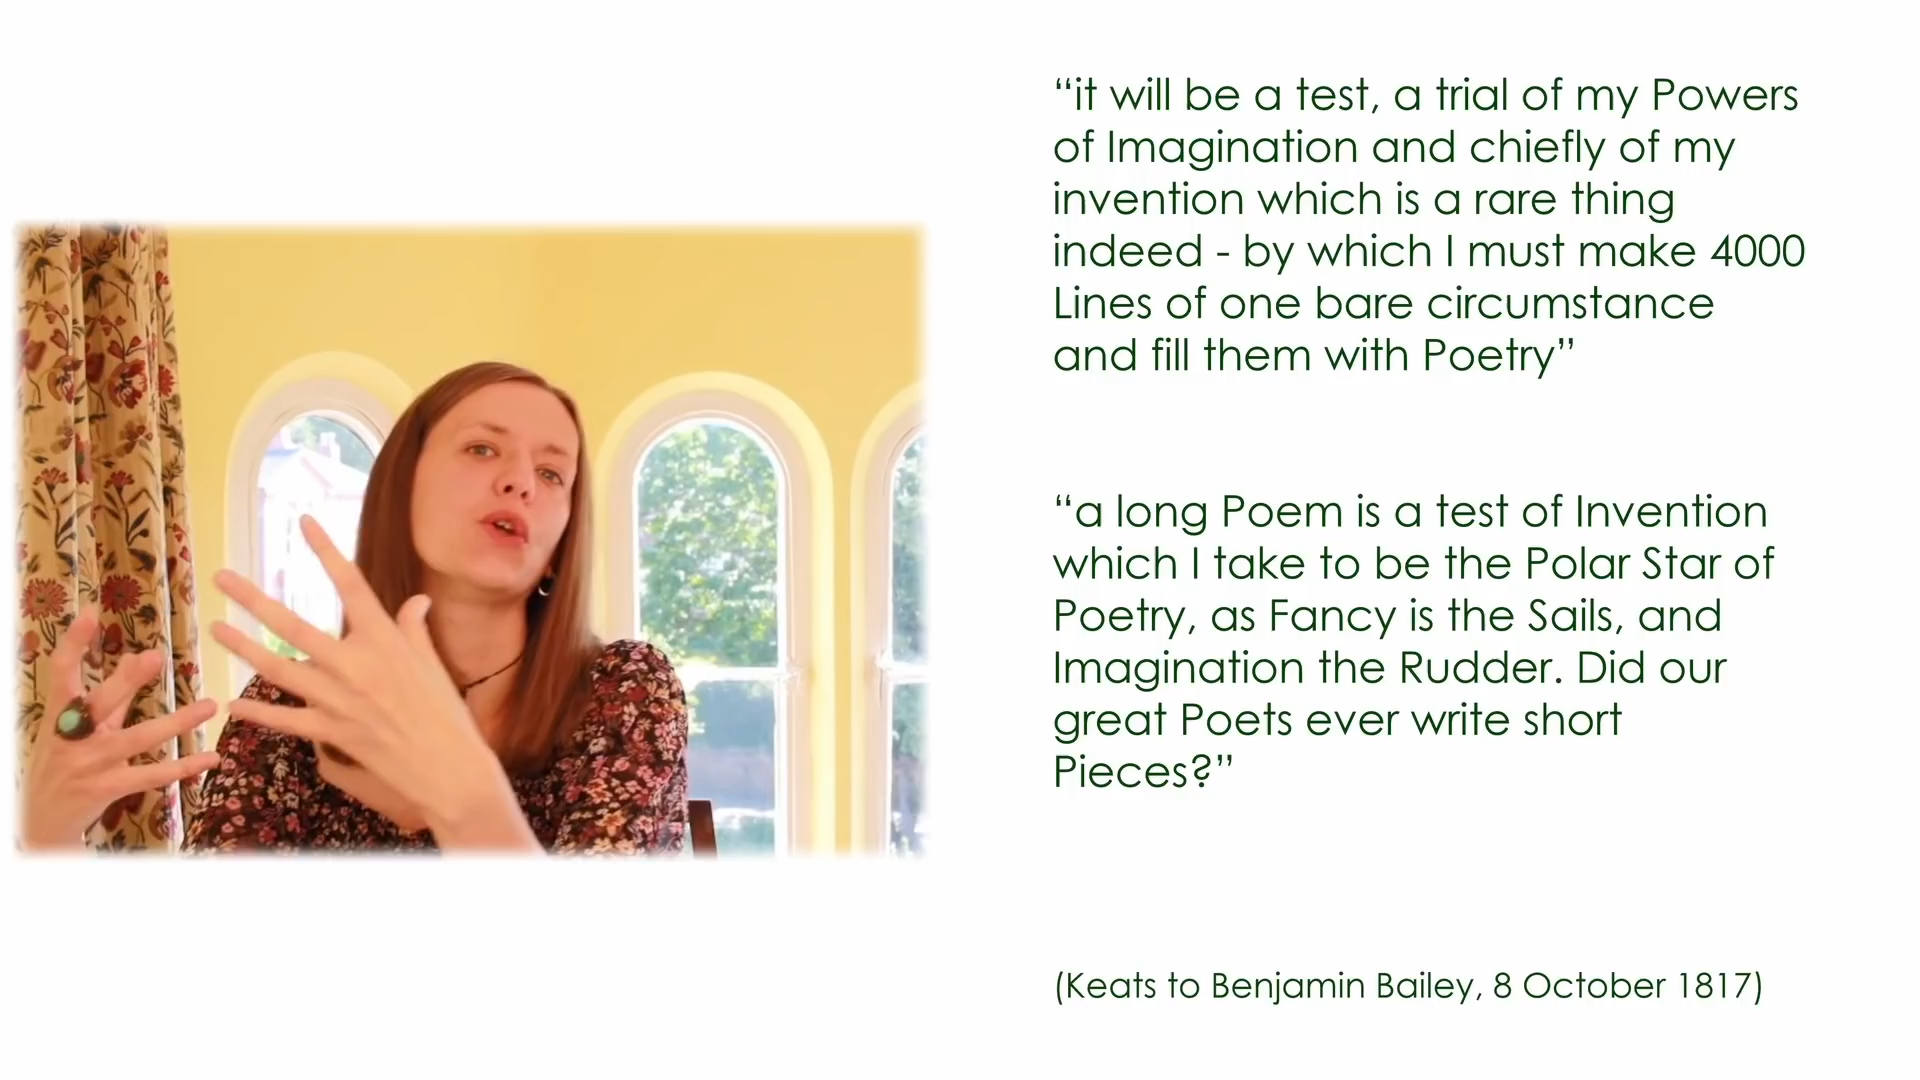 “it will be a test, a trial of my Powers
of Imagination and chiefly of my
invention which is a rare thing
indeed - by which I must make 4000
Lines of one bare circumstance
and fill them with Poetry”
“a long Poem is a test of Invention
which I take to be the Polar Star of
Poetry, as Fancy is the Sails, and
Imagination the Rudder. Did our
great Poets ever write short
Pieces?”
(Keats to Benjamin Bailey, 8 October 1817)